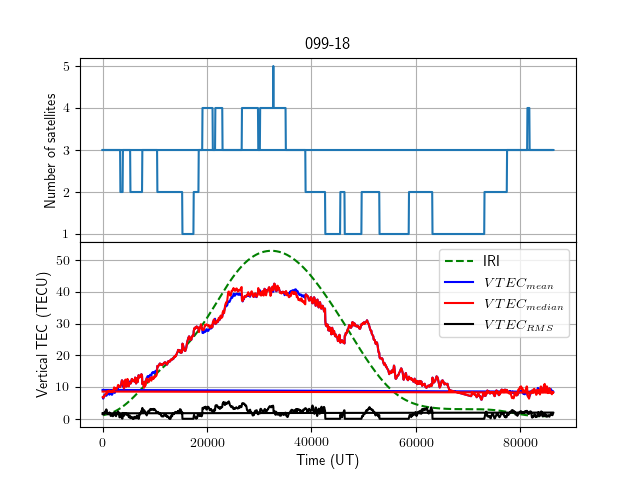 099-18
Number of satellites
5
4
3
2
1
Vertical TEC (TECU)
50
40
30
20
10
0
IRI
VTEC_mean
VTEC_median
VTEC_RMS
0 20000 40000 60000 80000
Time (UT)